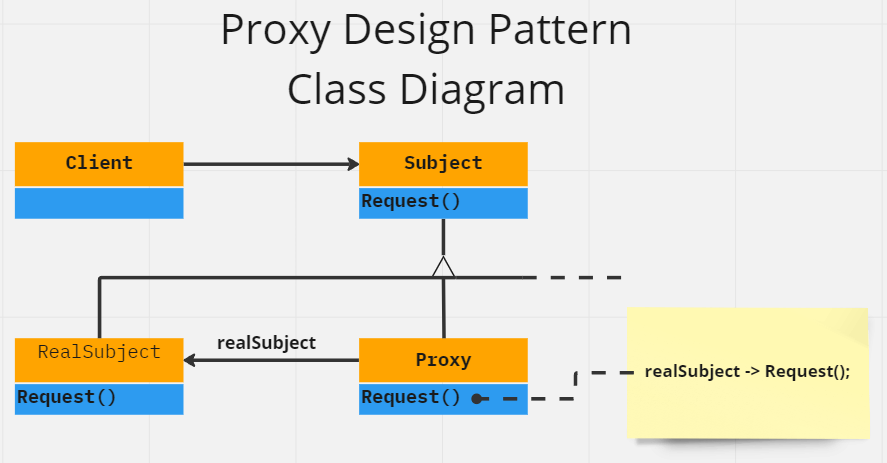 Proxy Design Pattern
Class Diagram
Client
Subject
Request()
RealSubject
Request()
realSubject
Proxy
Request()
realSubject -> Request();